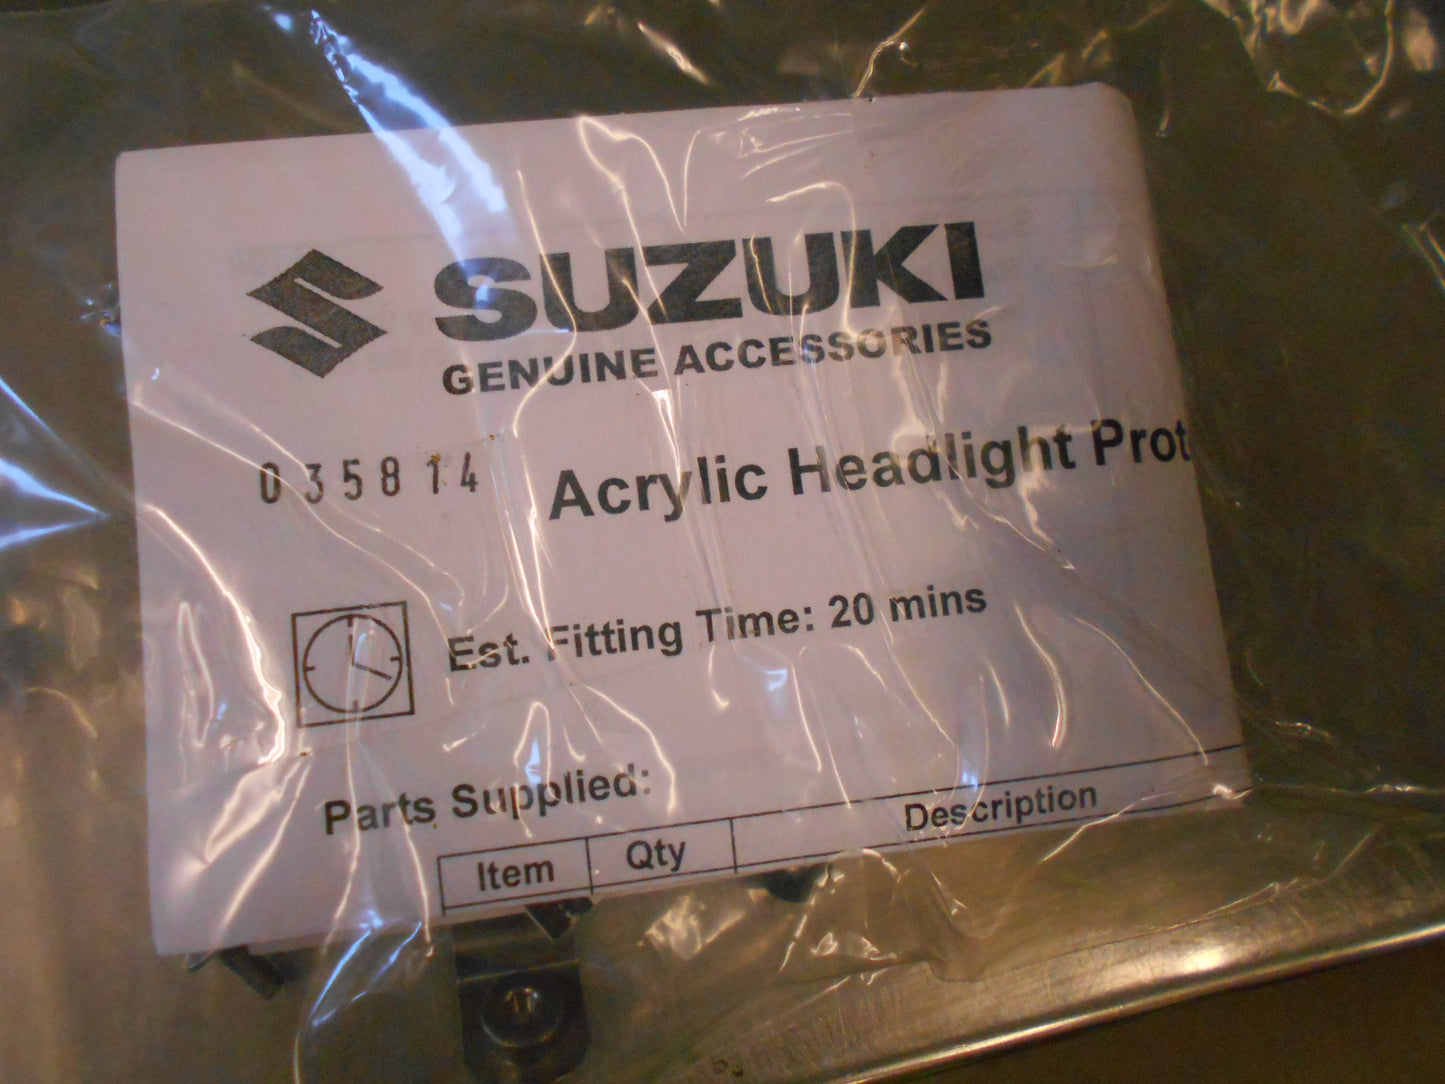 SUZUKI
GENUINE ACCESSORIES
035814 Acrylic Headlight Prot
Est. Fitting Time: 20 mins
Parts Supplied:
Item Qty Description